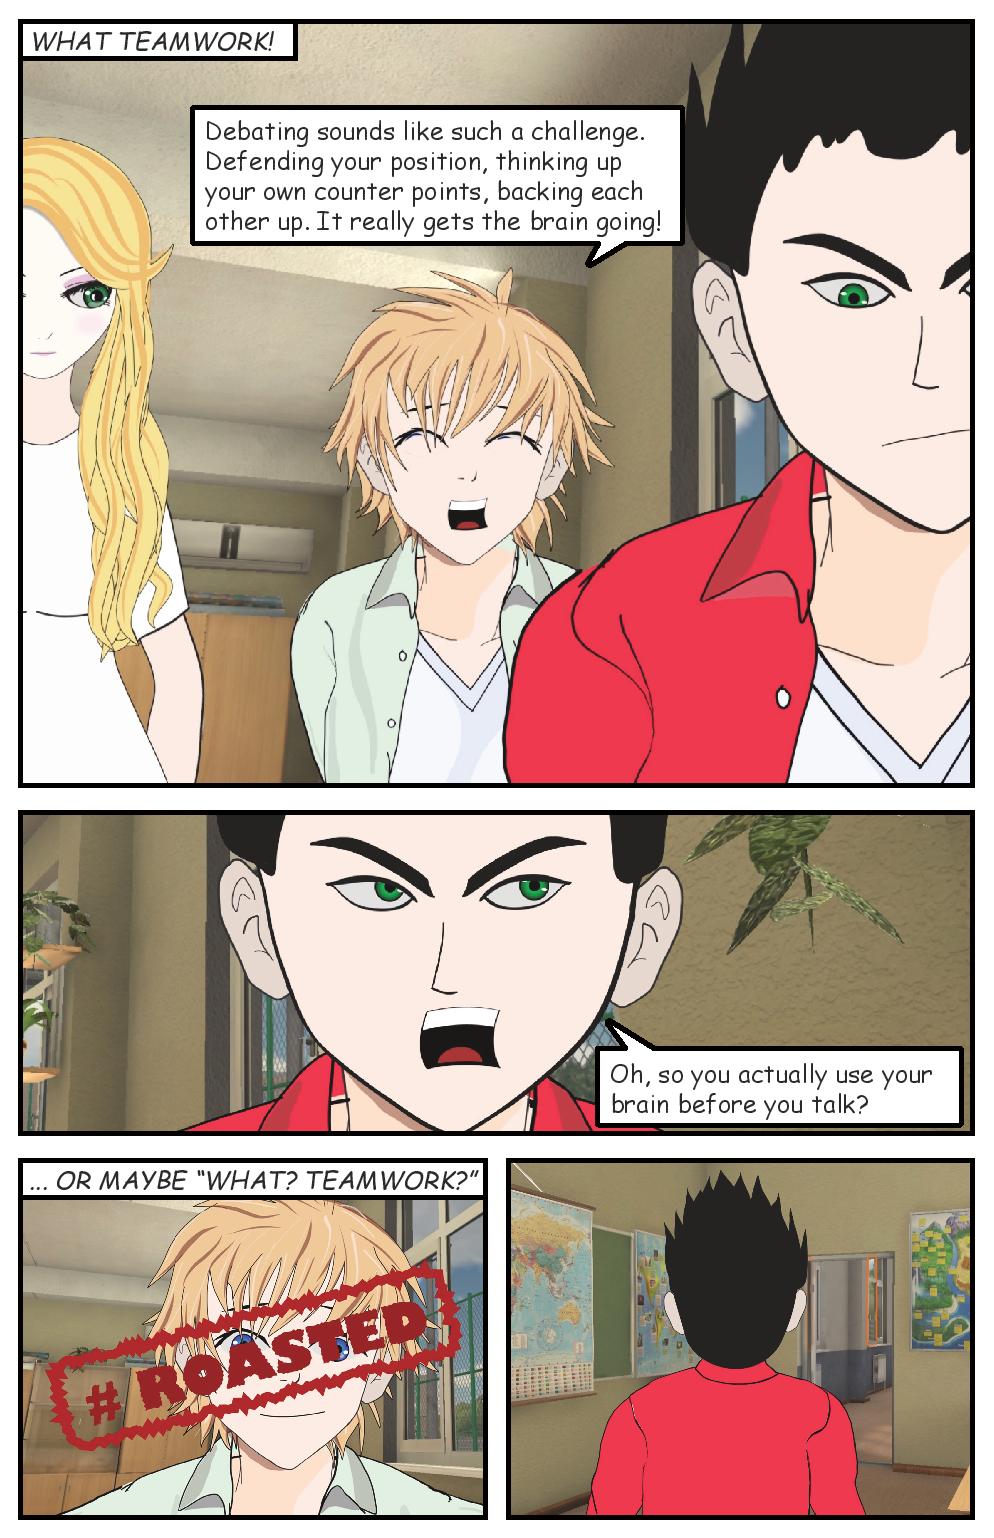 WHAT TEAMWORK!
Debating sounds like such a challenge.
Defending your position, thinking up
your own counter points, backing each
other up. It really gets the brain going!
Oh, so you actually use your
brain before you talk?
... OR MAYBE “WHAT? TEAMWORK?”
# ROASTED